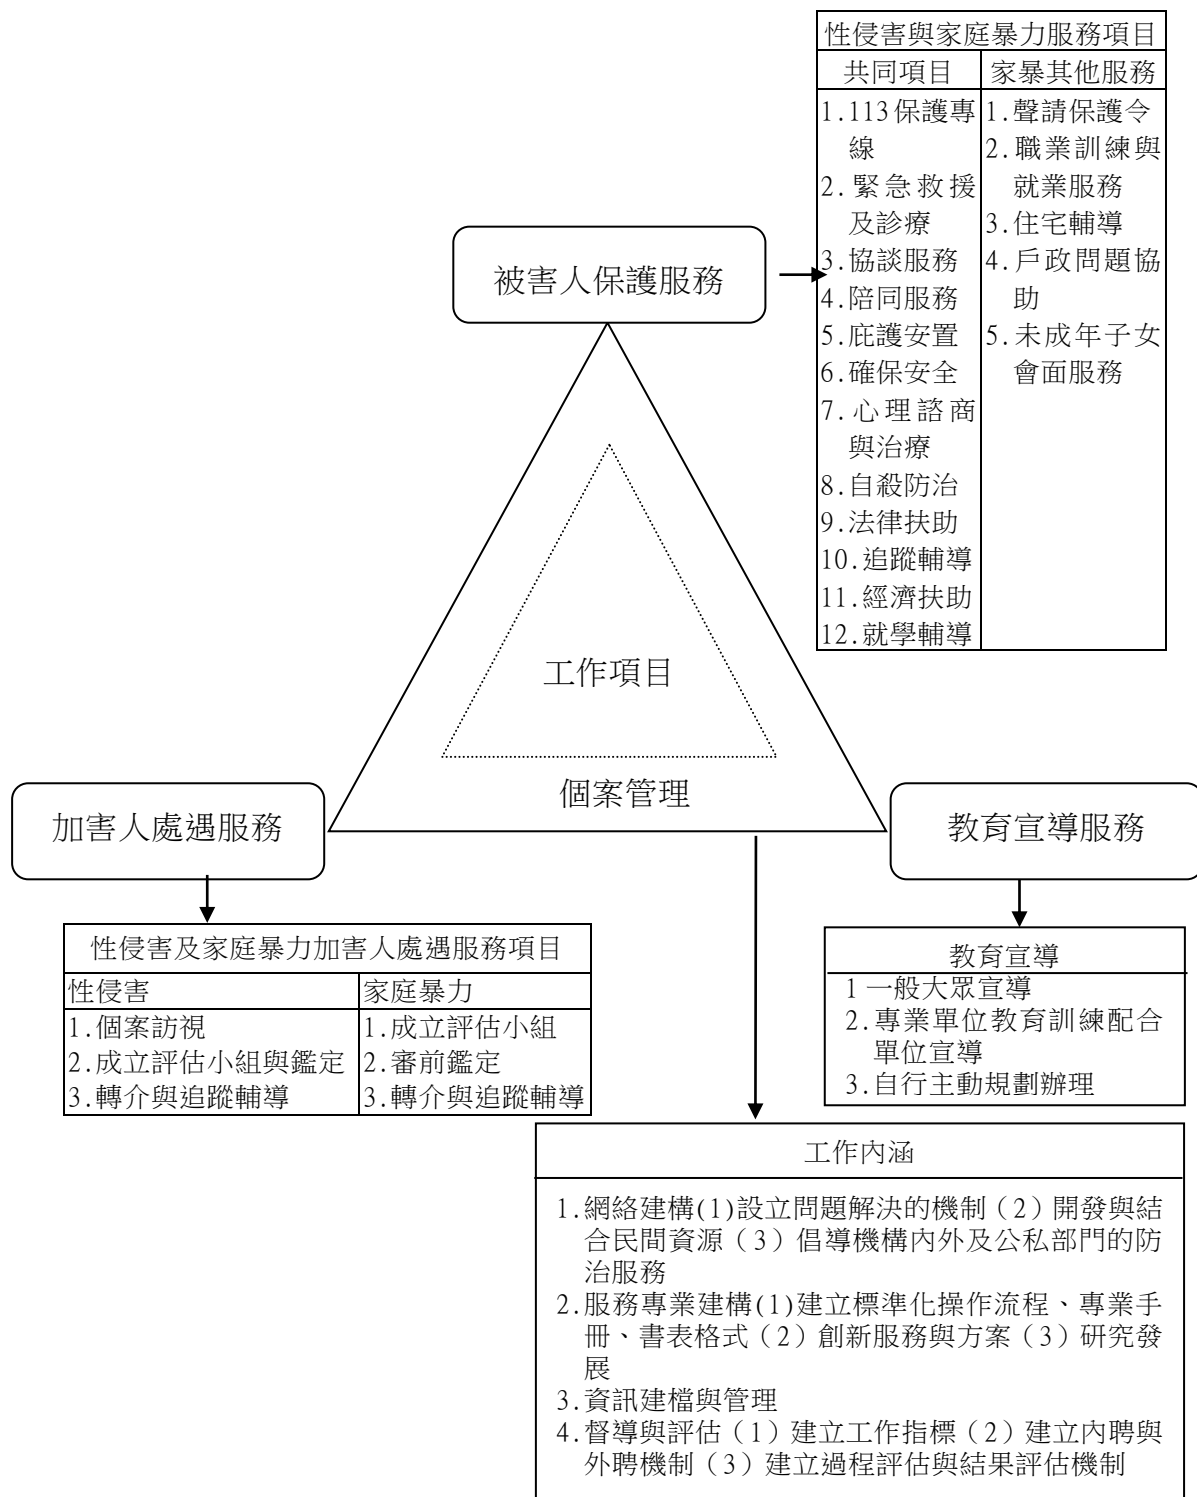 性侵害與家庭暴力服務項目
共同項目
1.113保護專
線
2.緊急救援
及診療
3.協談服務
4.陪同服務
5.庇護安置
6.確保安全
7.心理諮商
與治療
8.自殺防治
9.法律扶助
10.追蹤輔導
11.經濟扶助
12.就學輔導
家暴其他服務
1.聲請保護令
2.職業訓練與
就業服務
3.住宅輔導
4.戶政問題協
助
5.未成年子女
會面服務
被害人保護服務
工作項目
個案管理
加害人處遇服務
教育宣導服務
性侵害及家庭暴力加害人處遇服務項目
性侵害
1.個案訪視
2.成立評估小組與鑑定
3.轉介與追蹤輔導
家庭暴力
1.成立評估小組
2.審前鑑定
3.轉介與追蹤輔導
教育宣導
1 一般大眾宣導
2.專業單位教育訓練配合
單位宣導
3.自行主動規劃辦理
工作內涵
1.網絡建構(1)設立問題解決的機制（2）開發與結
合民間資源（3）倡導機構內外及公私部門的防
治服務
2.服務專業建構(1)建立標準化操作流程、專業手
冊、書表格式（2）創新服務與方案（3）研究發
展
3.資訊建檔與管理
4.督導與評估（1）建立工作指標（2）建立內聘與
外聘機制（3）建立過程評估與結果評估機制